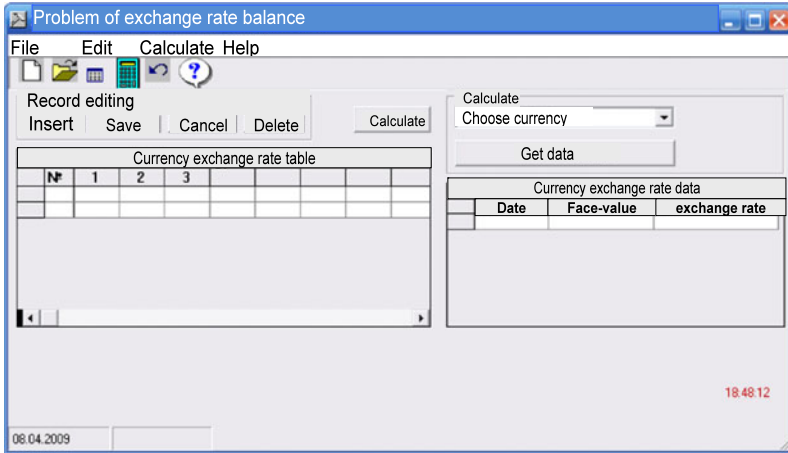 Problem of exchange rate balance
File Edit Calculate Help
?
Record editing
Insert Save Cancel Delete
Calculate
Currency exchange rate table
№ 1 2 3
Calculate
Choose currency
Get data
Currency exchange rate data
Date Face-value exchange rate
18:48:12
08.04.2009